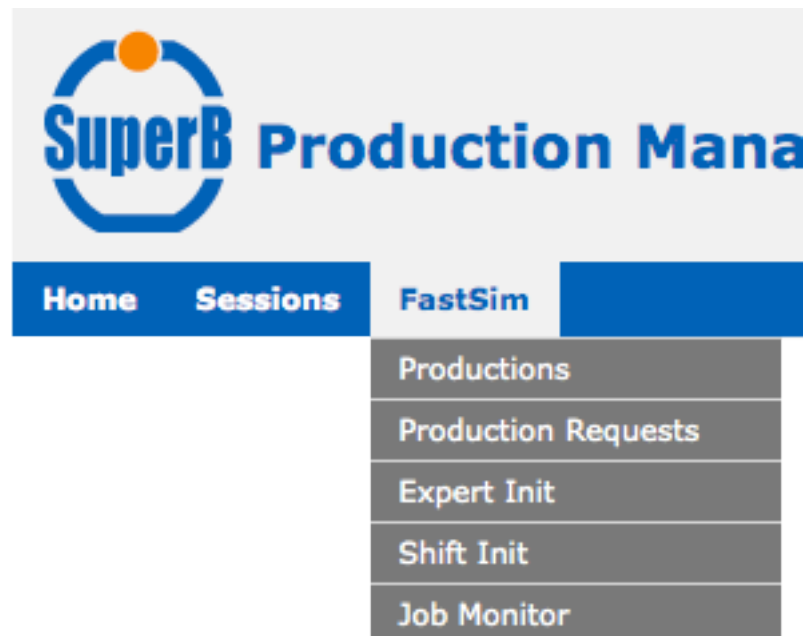 SuperB Production Mana
Home Sessions FastSim
Productions
Production Requests
Expert Init
Shift Init
Job Monitor